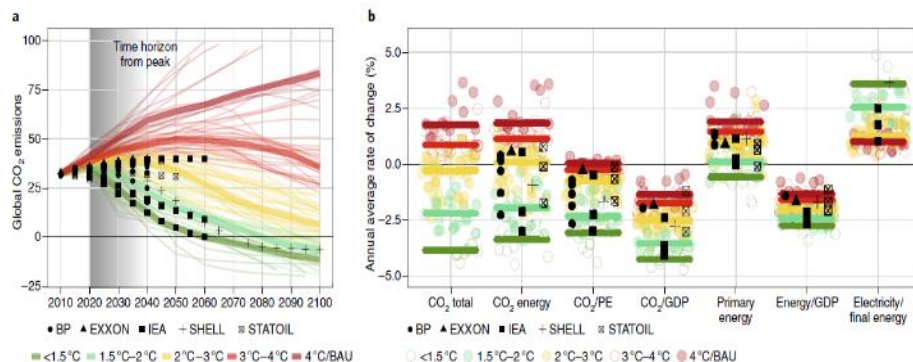 a
b
Global CO2 emissions
100
75
50
25
0
−25
Time horizon
from peak
2010 2020 2030 2040 2050 2060 2070 2080 2090 2100
BP EXXON IEA SHELL STATOIL
<1.5°C 1.5°C–2°C 2°C–3°C 3°C–4°C 4°C/BAU
Annual average rate of change (%)
5.0
2.5
0.0
−2.5
−5.0
CO2 total CO2 energy CO2/PE CO2/GDP Primary energy Energy/GDP Electricity/ final energy
BP EXXON IEA SHELL STATOIL
<1.5°C 1.5°C–2°C 2°C–3°C 3°C–4°C 4°C/BAU